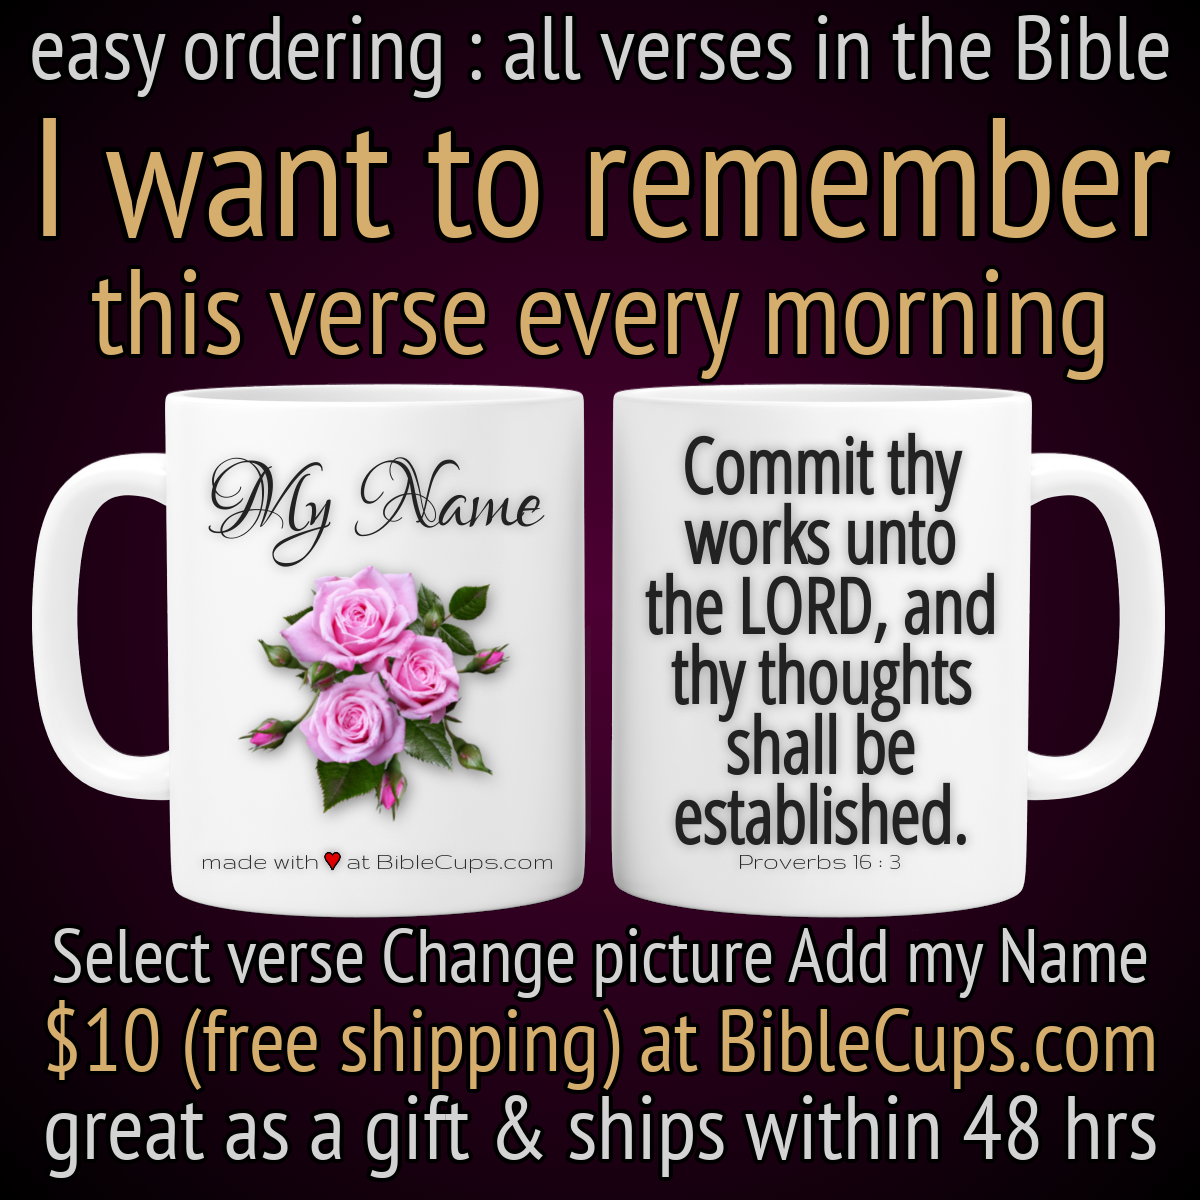 easy ordering : all verses in the Bible
I want to remember
this verse every morning
My Name
made with ♥ at BibleCups.com
Commit thy
works unto
the LORD, and
thy thoughts
shall be
established.
Proverbs 16 : 3
Select verse Change picture Add my Name
$10 (free shipping) at BibleCups.com
great as a gift & ships within 48 hrs